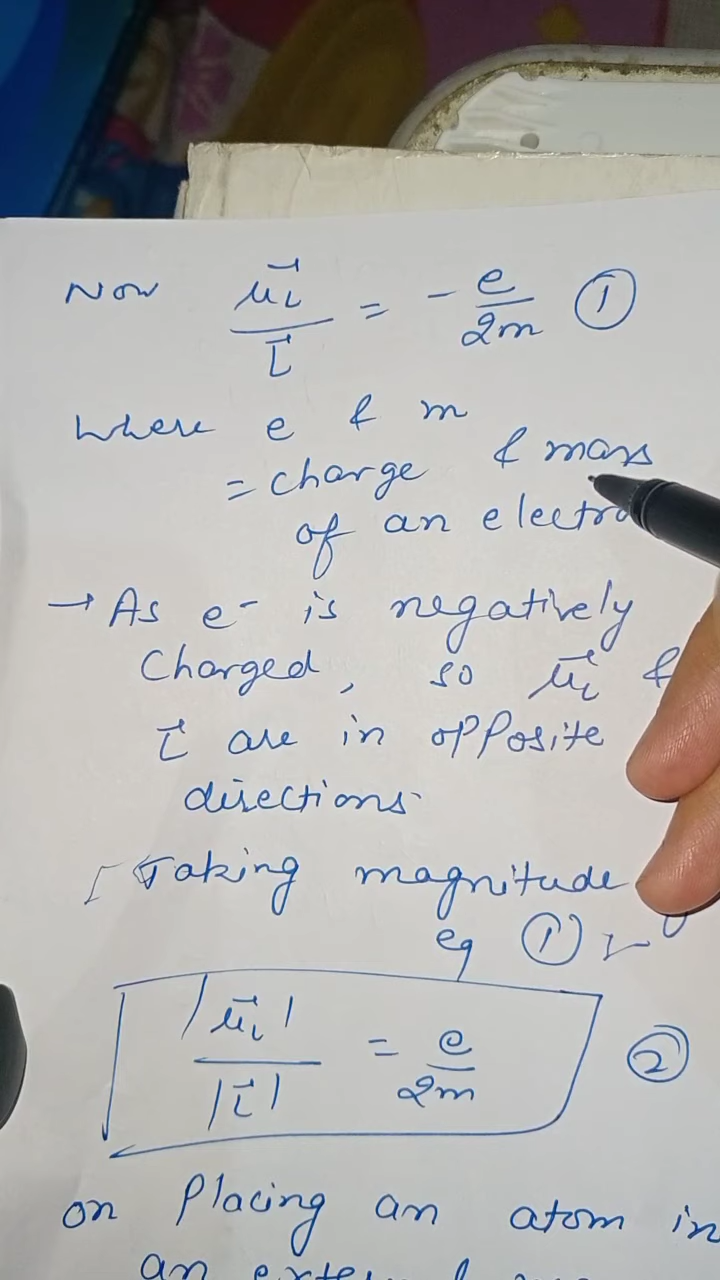 Now μ⃗L / L⃗ = - e/2m ①
where e & m
= charge & mass
of an electro
→ As e⁻ is negatively
charged, so μ⃗L &
L⃗ are in opposite
directions.
[ Taking magnitude
eq ①
|μ⃗L| / |L⃗| = e/2m ②
on placing an atom in
an